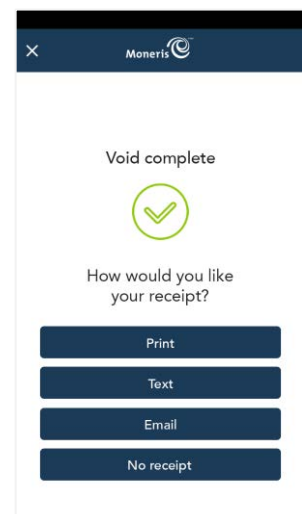 Moneris
Void complete
How would you like
your receipt?
Print
Text
Email
No receipt